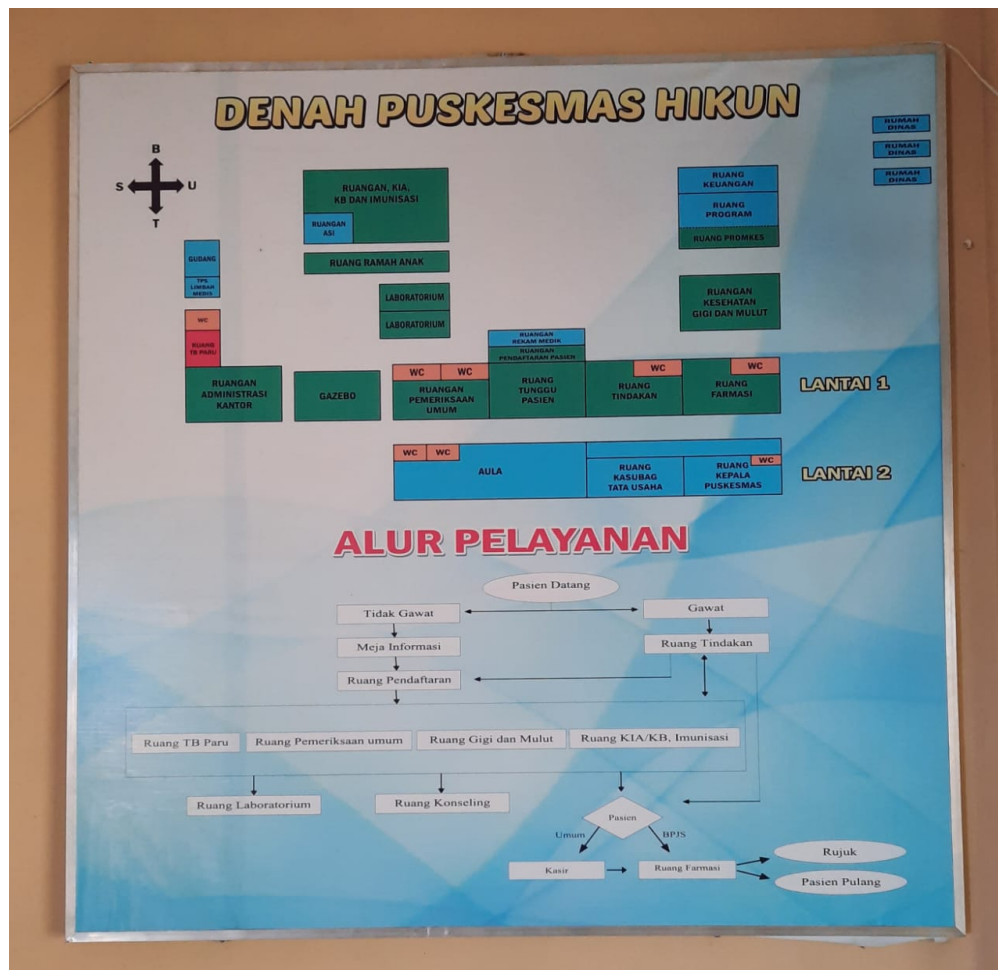 DENAH PUSKESMAS HIKUN
RUMAH
DINAS
RUMAH
DINAS
RUMAH
DINAS
B
S
U
T
RUANGAN, KIA,
KB DAN IMUNISASI
RUANGAN
ASI
RUANG RAMAH ANAK
RUANG
KEUANGAN
RUANG
PROGRAM
RUANG PROMKES
GUDANG
TPS
LIMBAH
MEDIS
LABORATORIUM
LABORATORIUM
RUANGAN
KESEHATAN
GIGI DAN MULUT
WC
RUANG
TB PARU
RUANGAN
REKAM MEDIK
RUANGAN
PENDAFTARAN PASIEN
RUANGAN
ADMINISTRASI
KANTOR
GAZEBO
WC
WC
RUANGAN
PEMERIKSAAN
UMUM
RUANG
TUNGGU
PASIEN
WC
RUANG
TINDAKAN
WC
RUANG
FARMASI
LANTAI 1
WC
WC
AULA
RUANG
KASUBAG
TATA USAHA
WC
RUANG
KEPALA
PUSKESMAS
LANTAI 2
ALUR PELAYANAN
Pasien Datang
Tidak Gawat
Gawat
Meja Informasi
Ruang Tindakan
Ruang Pendaftaran
Ruang TB Paru
Ruang Pemeriksaan umum
Ruang Gigi dan Mulut
Ruang KIA/KB, Imunisasi
Ruang Laboratorium
Ruang Konseling
Pasien
Umum
BPJS
Kasir
Ruang Farmasi
Rujuk
Pasien Pulang